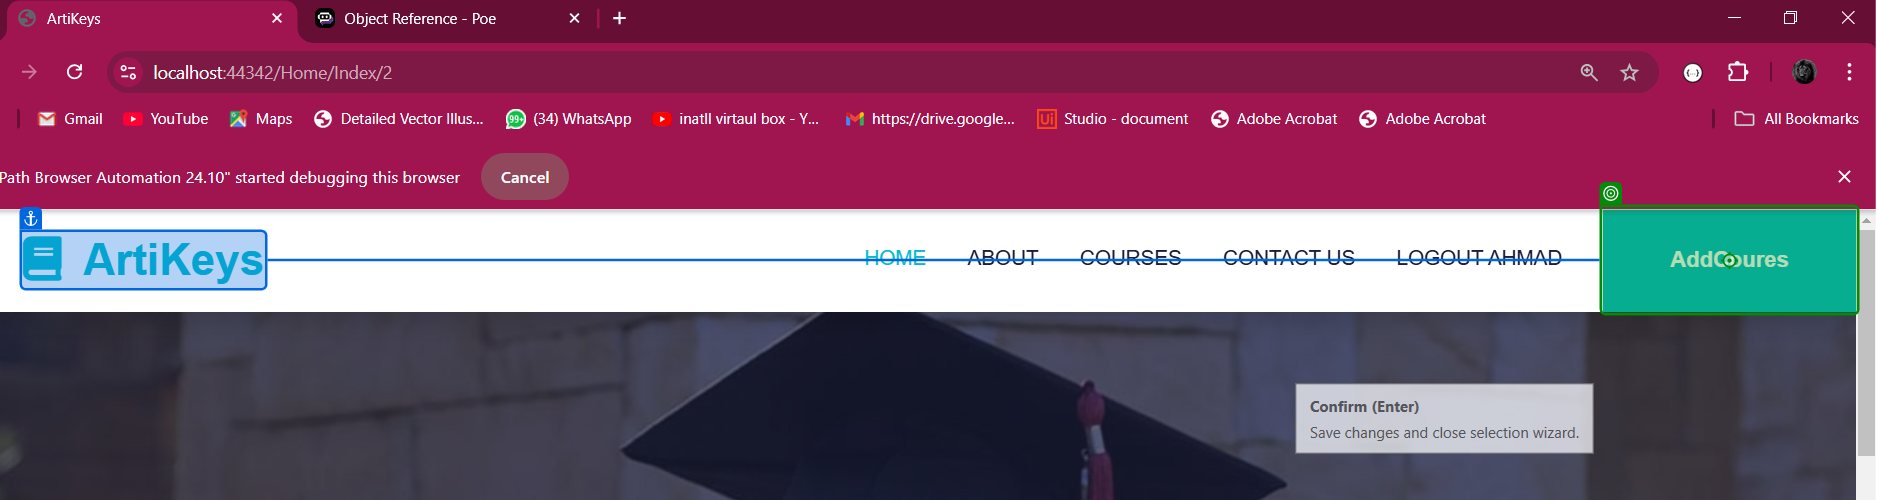 ArtiKeys
Object Reference - Poe
localhost:44342/Home/Index/2
Gmail
YouTube
Maps
Detailed Vector Illus...
99+
(34) WhatsApp
inatll virtaul box - Y...
https://drive.google...
Ui
Studio - document
Adobe Acrobat
Adobe Acrobat
All Bookmarks
Path Browser Automation 24.10" started debugging this browser
Cancel
ArtiKeys
HOME
ABOUT
COURSES
CONTACT US
LOGOUT AHMAD
AddCoures
Confirm (Enter)
Save changes and close selection wizard.